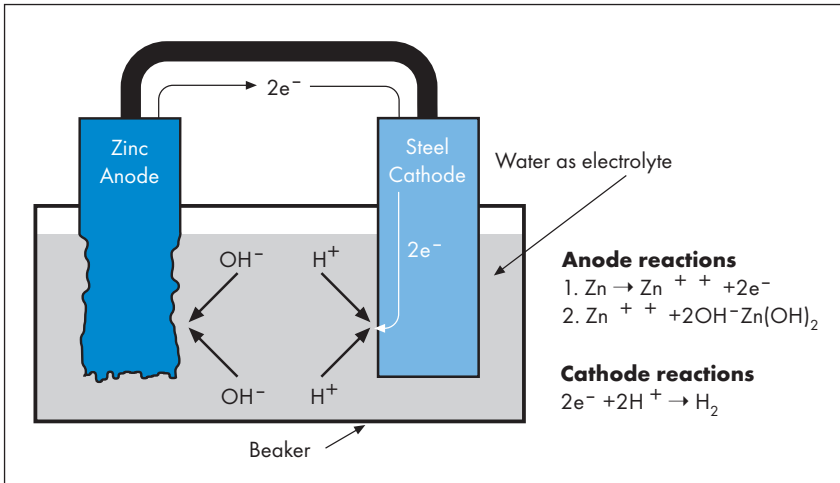 2e⁻
Zinc
Anode
Steel
Cathode
Water as electrolyte
OH⁻
H⁺
2e⁻
OH⁻
H⁺
Beaker
Anode reactions
1. Zn → Zn ⁺ ⁺ +2e⁻
2. Zn ⁺ ⁺ +2OH⁻Zn(OH)₂
Cathode reactions
2e⁻ +2H ⁺ → H₂